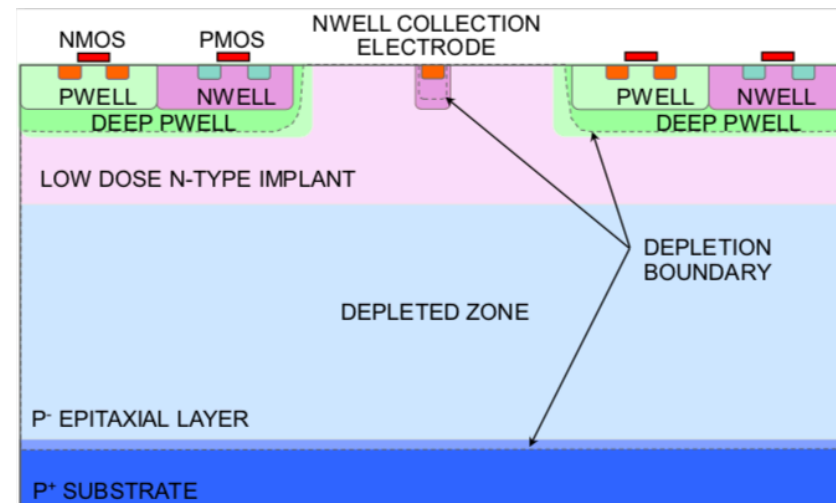 NMOS
PMOS
NWELL COLLECTION
ELECTRODE
PWELL
NWELL
PWELL
NWELL
DEEP PWELL
DEEP PWELL
LOW DOSE N-TYPE IMPLANT
DEPLETION
BOUNDARY
DEPLETED ZONE
P⁻ EPITAXIAL LAYER
P⁺ SUBSTRATE